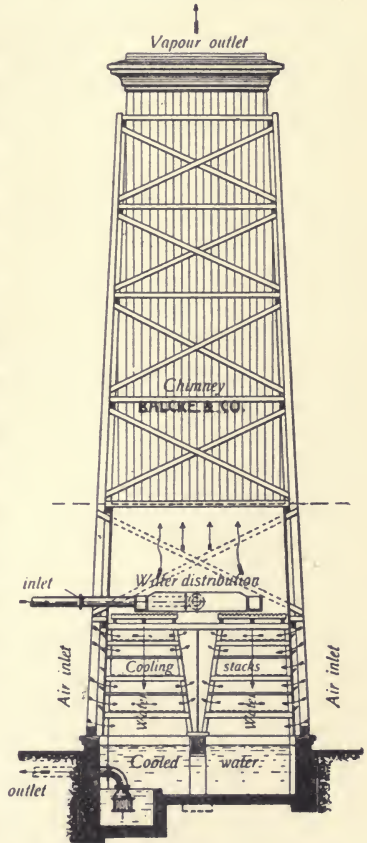 Vapour outlet
Chimney
BALCKE & CO.
inlet
Water distribution
Air inlet
Cooling stacks
Air inlet
Water
Water
Cooled water
outlet